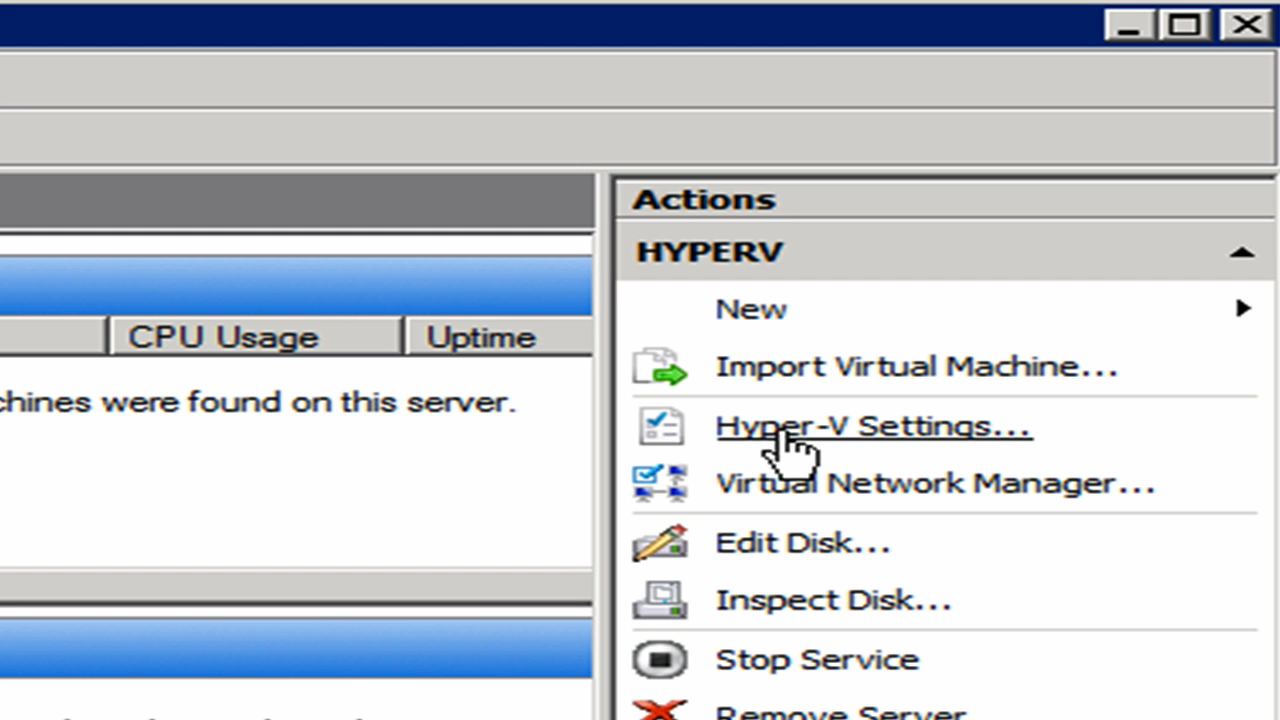 Actions
HYPERV
New
CPU Usage Uptime
Import Virtual Machine...
chines were found on this server.
Hyper-V Settings...
Virtual Network Manager...
Edit Disk...
Inspect Disk...
Stop Service
Remove Server